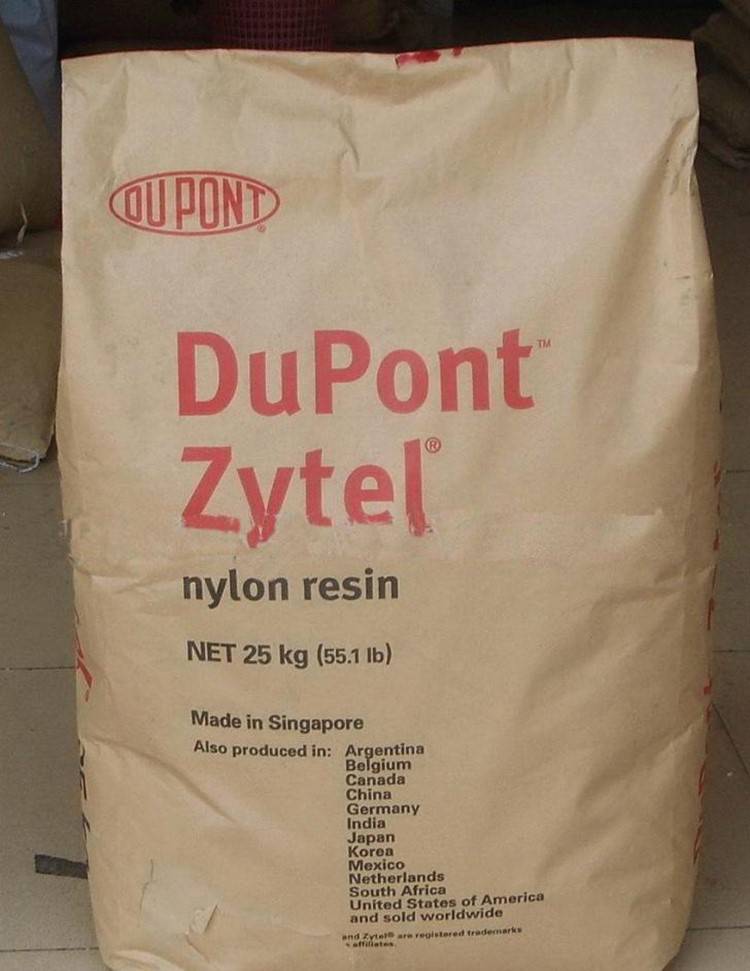 DU PONT®
DuPont™
Zytel®
nylon resin
NET 25 kg (55.1 lb)
Made in Singapore
Also produced in: Argentina
Belgium
Canada
China
Germany
India
Japan
Korea
Mexico
Netherlands
South Africa
United States of America
and sold worldwide
and Zytel® are registered trademarks
affiliates.